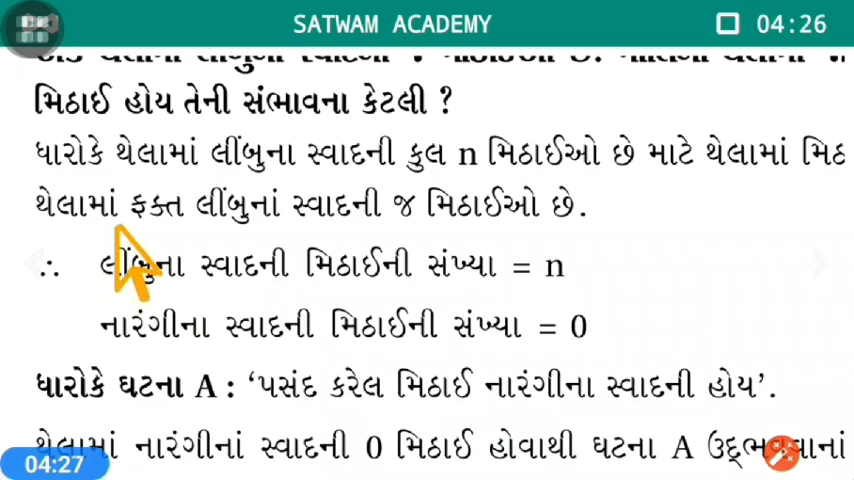 SATWAM ACADEMY
04:26
મિઠાઈ હોય તેની સંભાવના કેટલી ?
ધારોકે થેલામાં લીંબુના સ્વાદની કુલ n મિઠાઈઓ છે માટે થેલામાં મિઠ
થેલામાં ફક્ત લીંબુનાં સ્વાદની જ મિઠાઈઓ છે.
∴ લીંબુના સ્વાદની મિઠાઈની સંખ્યા = n
નારંગીના સ્વાદની મિઠાઈની સંખ્યા = 0
ધારોકે ઘટના A : ‘પસંદ કરેલ મિઠાઈ નારંગીના સ્વાદની હોય’.
થેલામાં નારંગીનાં સ્વાદની 0 મિઠાઈ હોવાથી ઘટના A
04:27